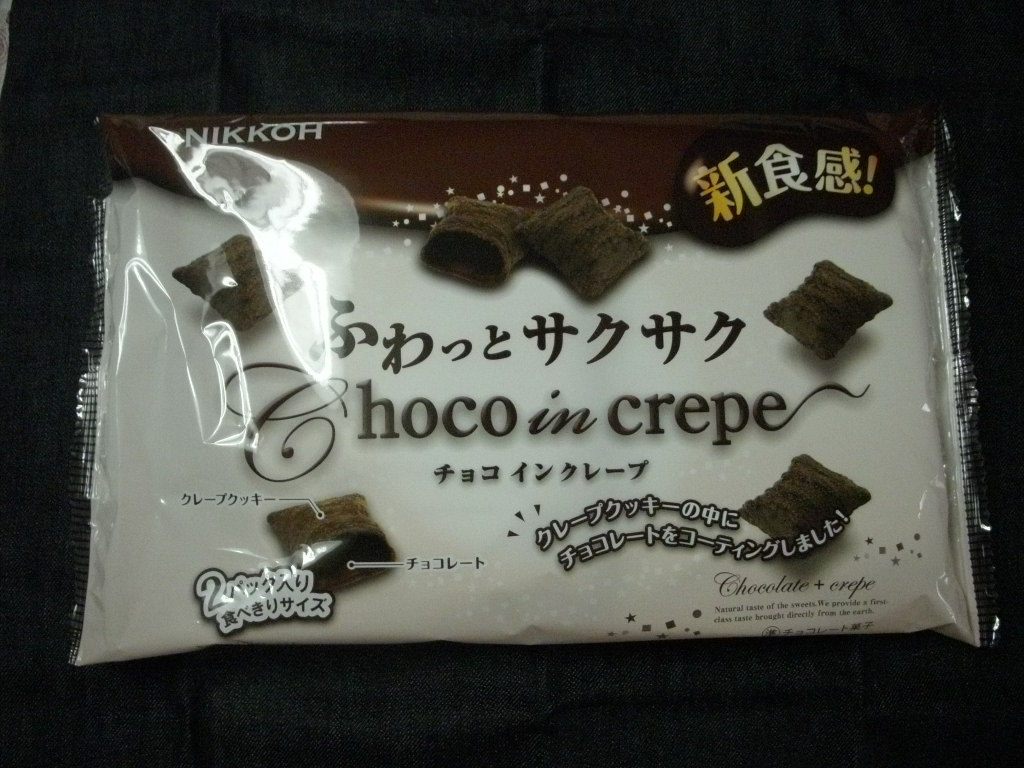 NIKKOH
新食感!
ふわっとサクサク
Choco in crepe
チョコ インクレープ
クレープクッキー
チョコレート
クレープクッキーの中に
チョコレートをコーティングしました!
2パック入り
食べきりサイズ
Chocolate + crepe
Natural taste of the sweets.We provide a first-
class taste brought directly from the earth.
チョコレート菓子